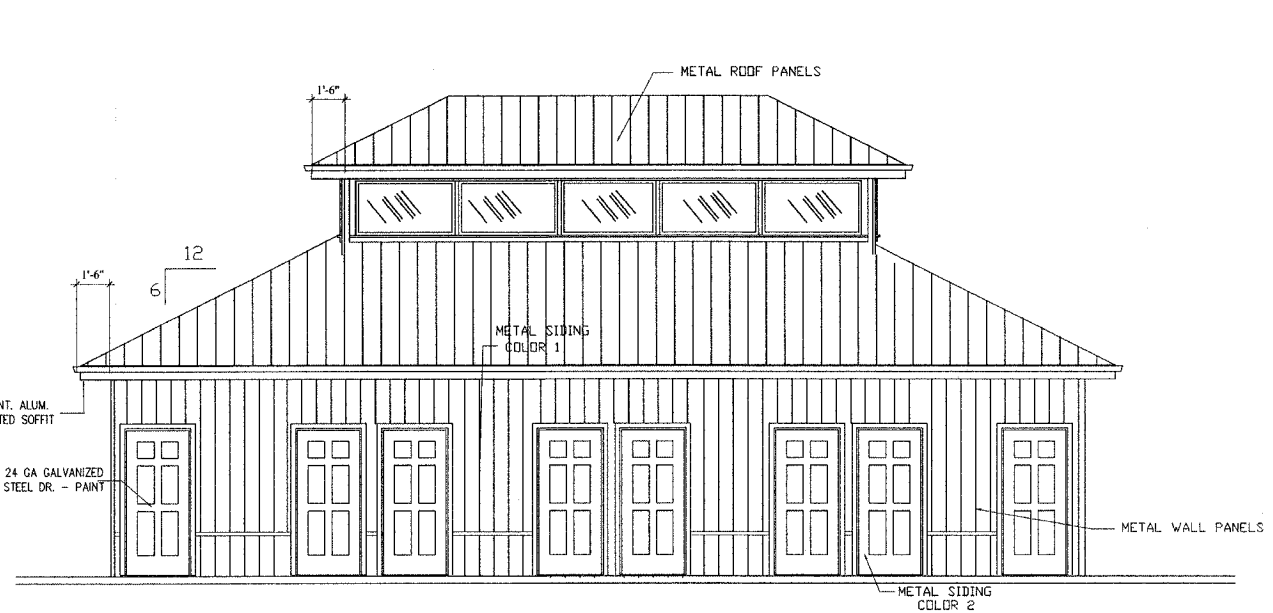 METAL ROOF PANELS
1'-6"
12
6
1'-6"
METAL SIDING
COLOR 1
NT. ALUM.
TED SOFFIT
24 GA GALVANIZED
STEEL DR. - PAINT
METAL WALL PANELS
METAL SIDING
COLOR 2